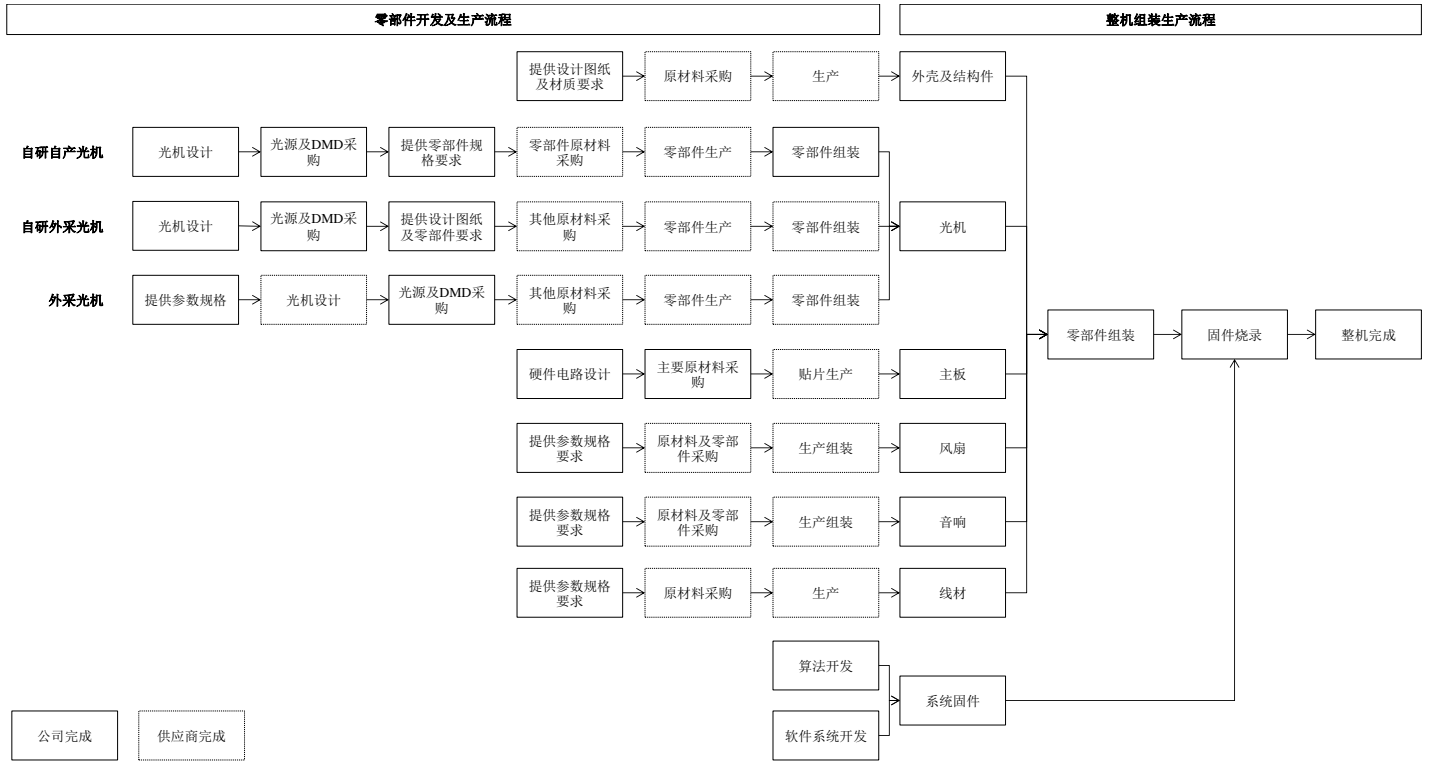 零部件开发及生产流程
整机组装生产流程
提供设计图纸
及材质要求
原材料采购
生产
外壳及结构件
自研自产光机
光机设计
光源及DMD采
购
提供零部件规
格要求
零部件原材料
采购
零部件生产
零部件组装
自研外采光机
光机设计
光源及DMD采
购
提供设计图纸
及零部件要求
其他原材料采
购
零部件生产
零部件组装
光机
外采光机
提供参数规格
光机设计
光源及DMD采
购
其他原材料采
购
零部件生产
零部件组装
零部件组装
固件烧录
整机完成
硬件电路设计
主要原材料采
购
贴片生产
主板
提供参数规格
要求
原材料及零部
件采购
生产组装
风扇
提供参数规格
要求
原材料及零部
件采购
生产组装
音响
提供参数规格
要求
原材料采购
生产
线材
算法开发
系统固件
软件系统开发
公司完成
供应商完成